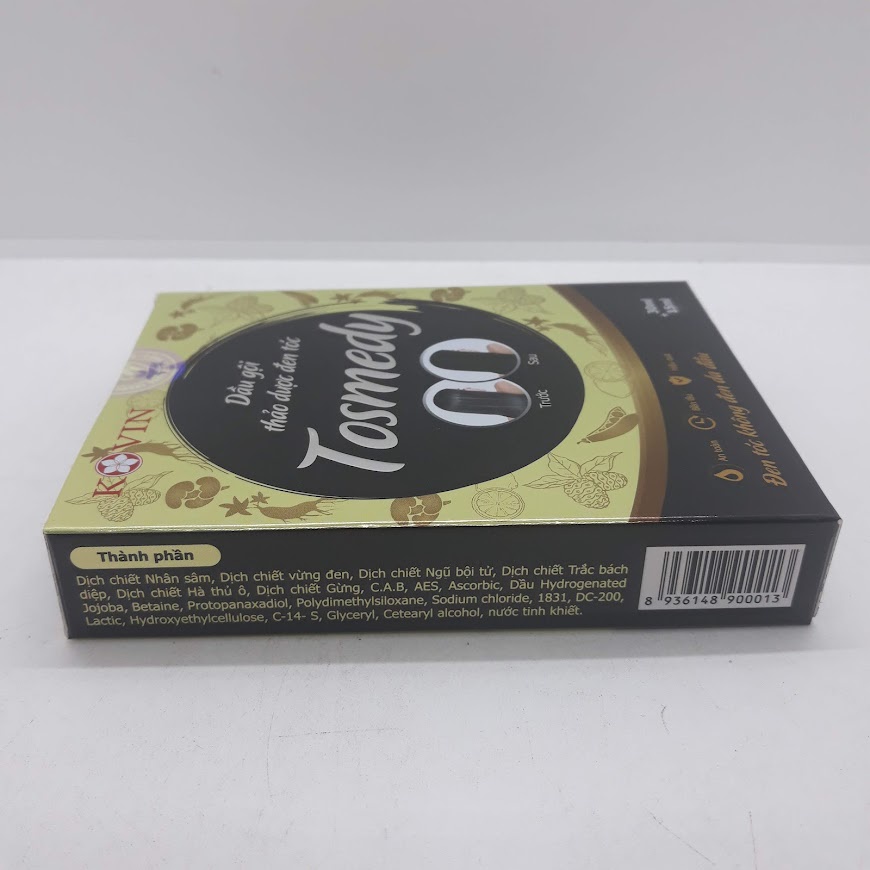 KOVIN
Dầu gội
thảo dược đen tóc
Tosmedy
Trước
Sau
An toàn
Đen tóc không đen da đầu
Thành phần
Dịch chiết Nhân sâm, Dịch chiết vừng đen, Dịch chiết Ngũ bội tử, Dịch chiết Trắc bách
diệp, Dịch chiết Hà thủ ô, Dịch chiết Gừng, C.A.B, AES, Ascorbic, Dầu Hydrogenated
Jojoba, Betaine, Protopanaxadiol, Polydimethylsiloxane, Sodium chloride, 1831, DC-200,
Lactic, Hydroxyethylcellulose, C-14- S, Glyceryl, Cetearyl alcohol, nước tinh khiết.
8 936148 900013